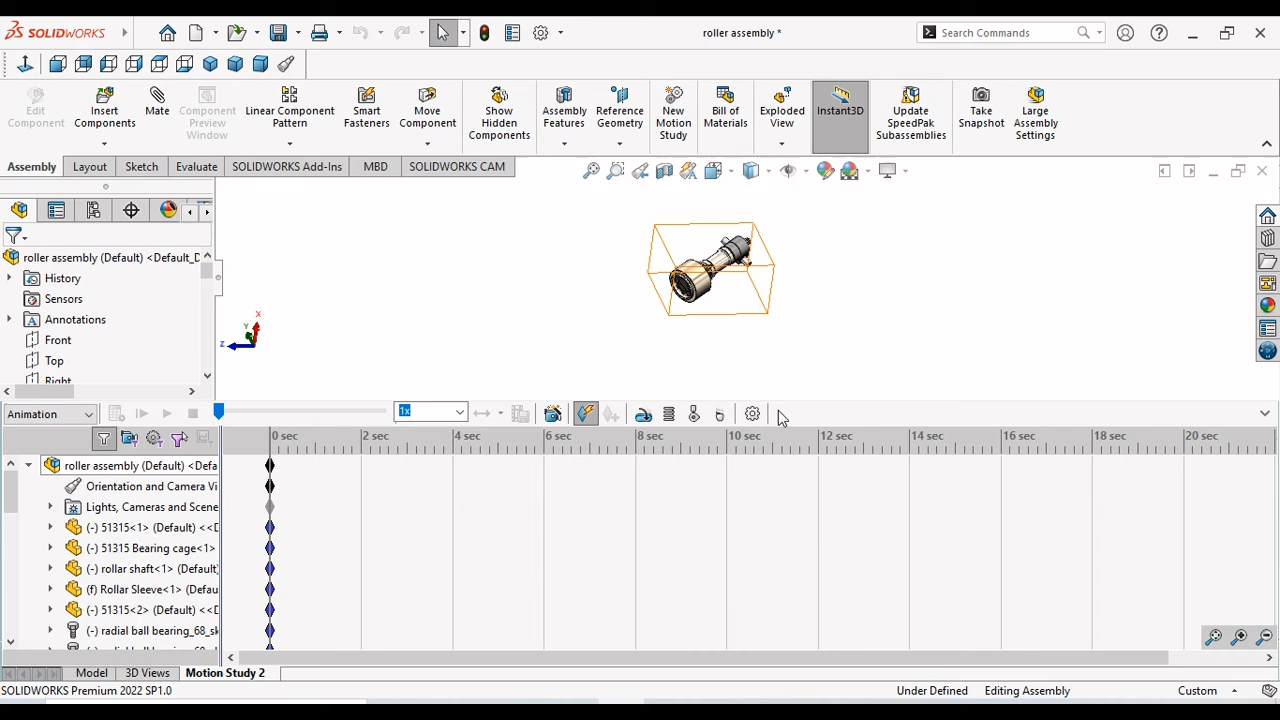 SOLIDWORKS
roller assembly *
Search Commands
Edit
Component
Insert
Components
Mate
Component
Preview
Window
Linear Component
Pattern
Smart
Fasteners
Move
Component
Show
Hidden
Components
Assembly
Features
Reference
Geometry
New
Motion
Study
Bill of
Materials
Exploded
View
Instant3D
Update
SpeedPak
Subassemblies
Take
Snapshot
Large
Assembly
Settings
Assembly Layout Sketch Evaluate SOLIDWORKS Add-Ins MBD SOLIDWORKS CAM
roller assembly (Default) <Default_D
History
Sensors
Annotations
Front
Top
Right
X
Y
Z
Animation
1x
0 sec 2 sec 4 sec 6 sec 8 sec 10 sec 12 sec 14 sec 16 sec 18 sec 20 sec
roller assembly (Default) <Defa
Orientation and Camera Vi
Lights, Cameras and Scene
(-) 51315<1> (Default) <<D
(-) 51315 Bearing cage<1>
(-) rollar shaft<1> (Default)
(f) Rollar Sleeve<1> (Defau
(-) 51315<2> (Default) <<D
(-) radial ball bearing_68_sk
Model 3D Views Motion Study 2
SOLIDWORKS Premium 2022 SP1.0
Under Defined Editing Assembly Custom